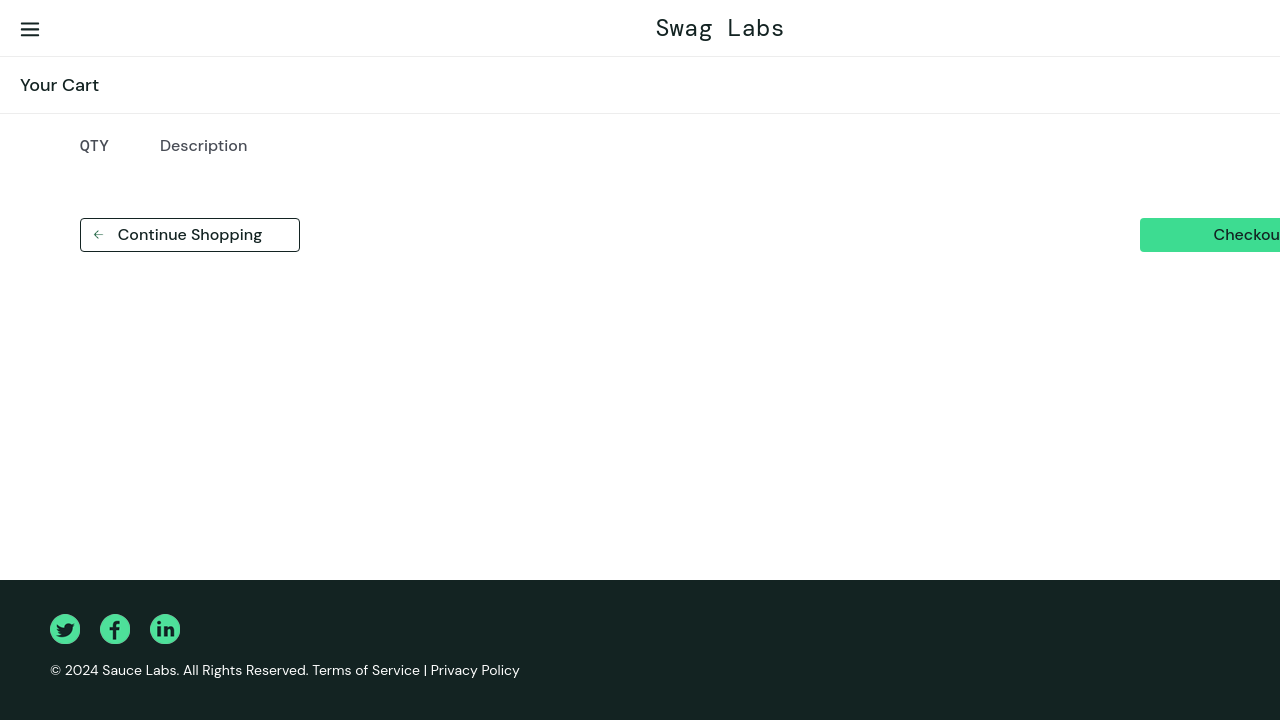 Swag Labs
Your Cart
QTY Description
Continue Shopping
Checkou
© 2024 Sauce Labs. All Rights Reserved. Terms of Service | Privacy Policy